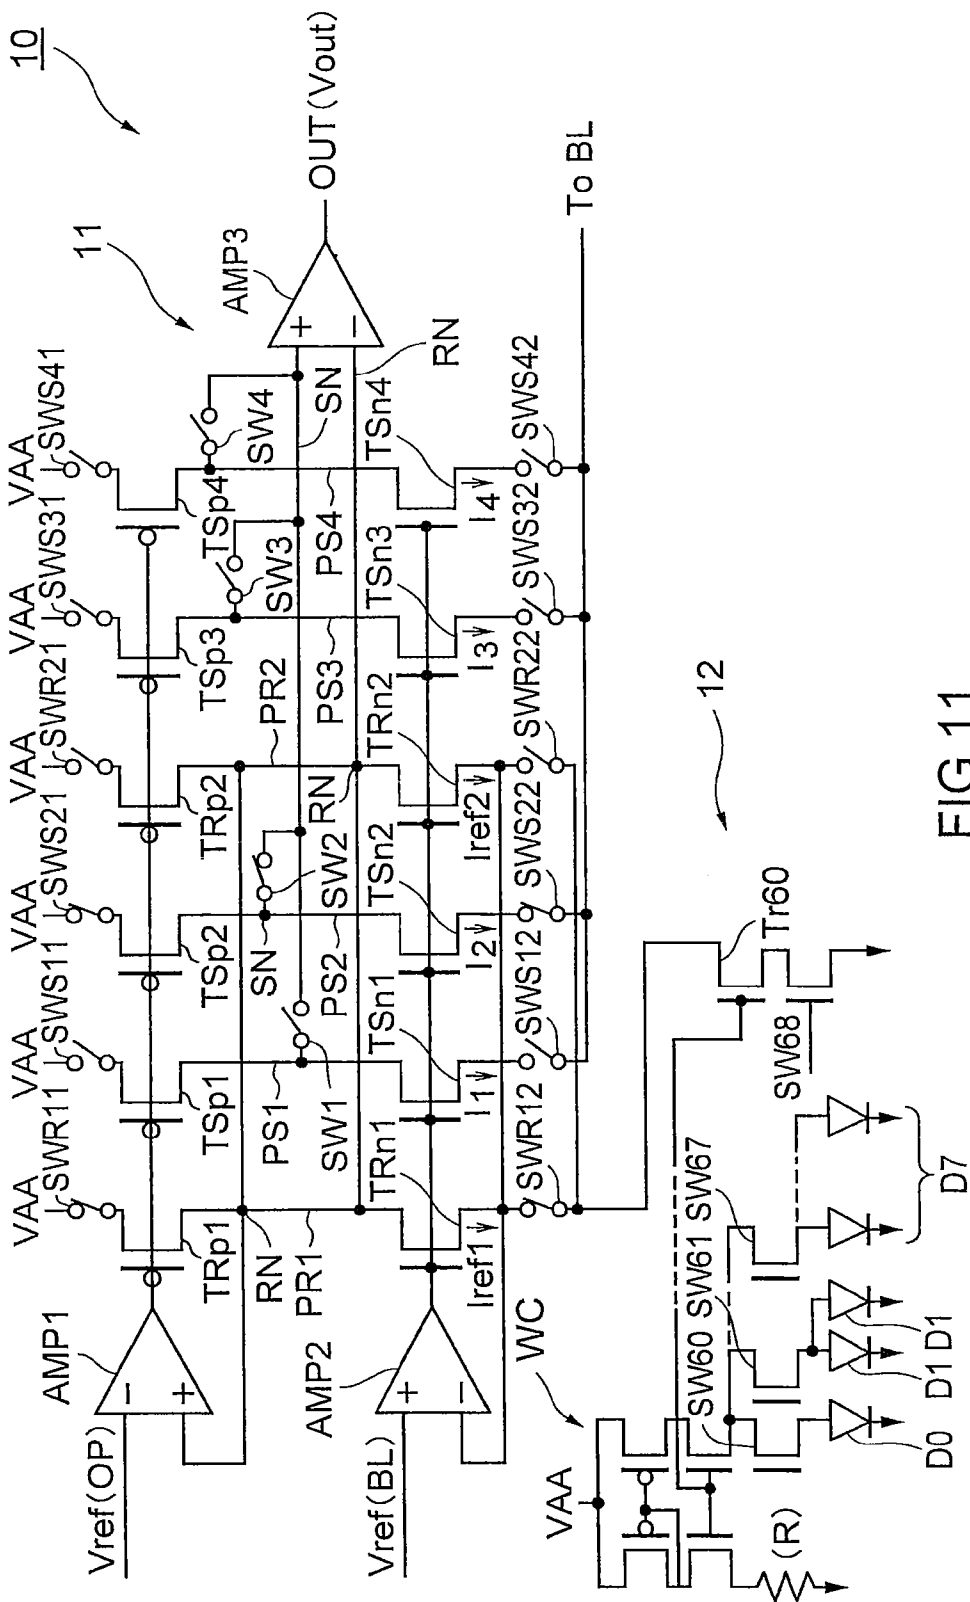 10
11
OUT(Vout)
AMP3
To BL
VAA
SWR11
VAA
SWS11
VAA
SWS21
VAA
SWR21
VAA
SWS31
VAA
SWS41
AMP1
TRp1
TSp1
TSp2
TRp2
TSp3
TSp4
SW4
SW3
SN
RN
Vref(OP)
RN
PR1
PS1
SW1
SN
PS2
SW2
RN
PR2
PS3
PS4
AMP2
TRn1
TSn1
TSn2
TRn2
TSn3
TSn4
Vref(BL)
Iref1
I1
I2
Iref2
I3
I4
SWR12
SWS12
SWS22
SWR22
SWS32
SWS42
WC
12
VAA
SW60
SW61
SW67
SW68
Tr60
(R)
D0
D1
D1
D7
FIG.11